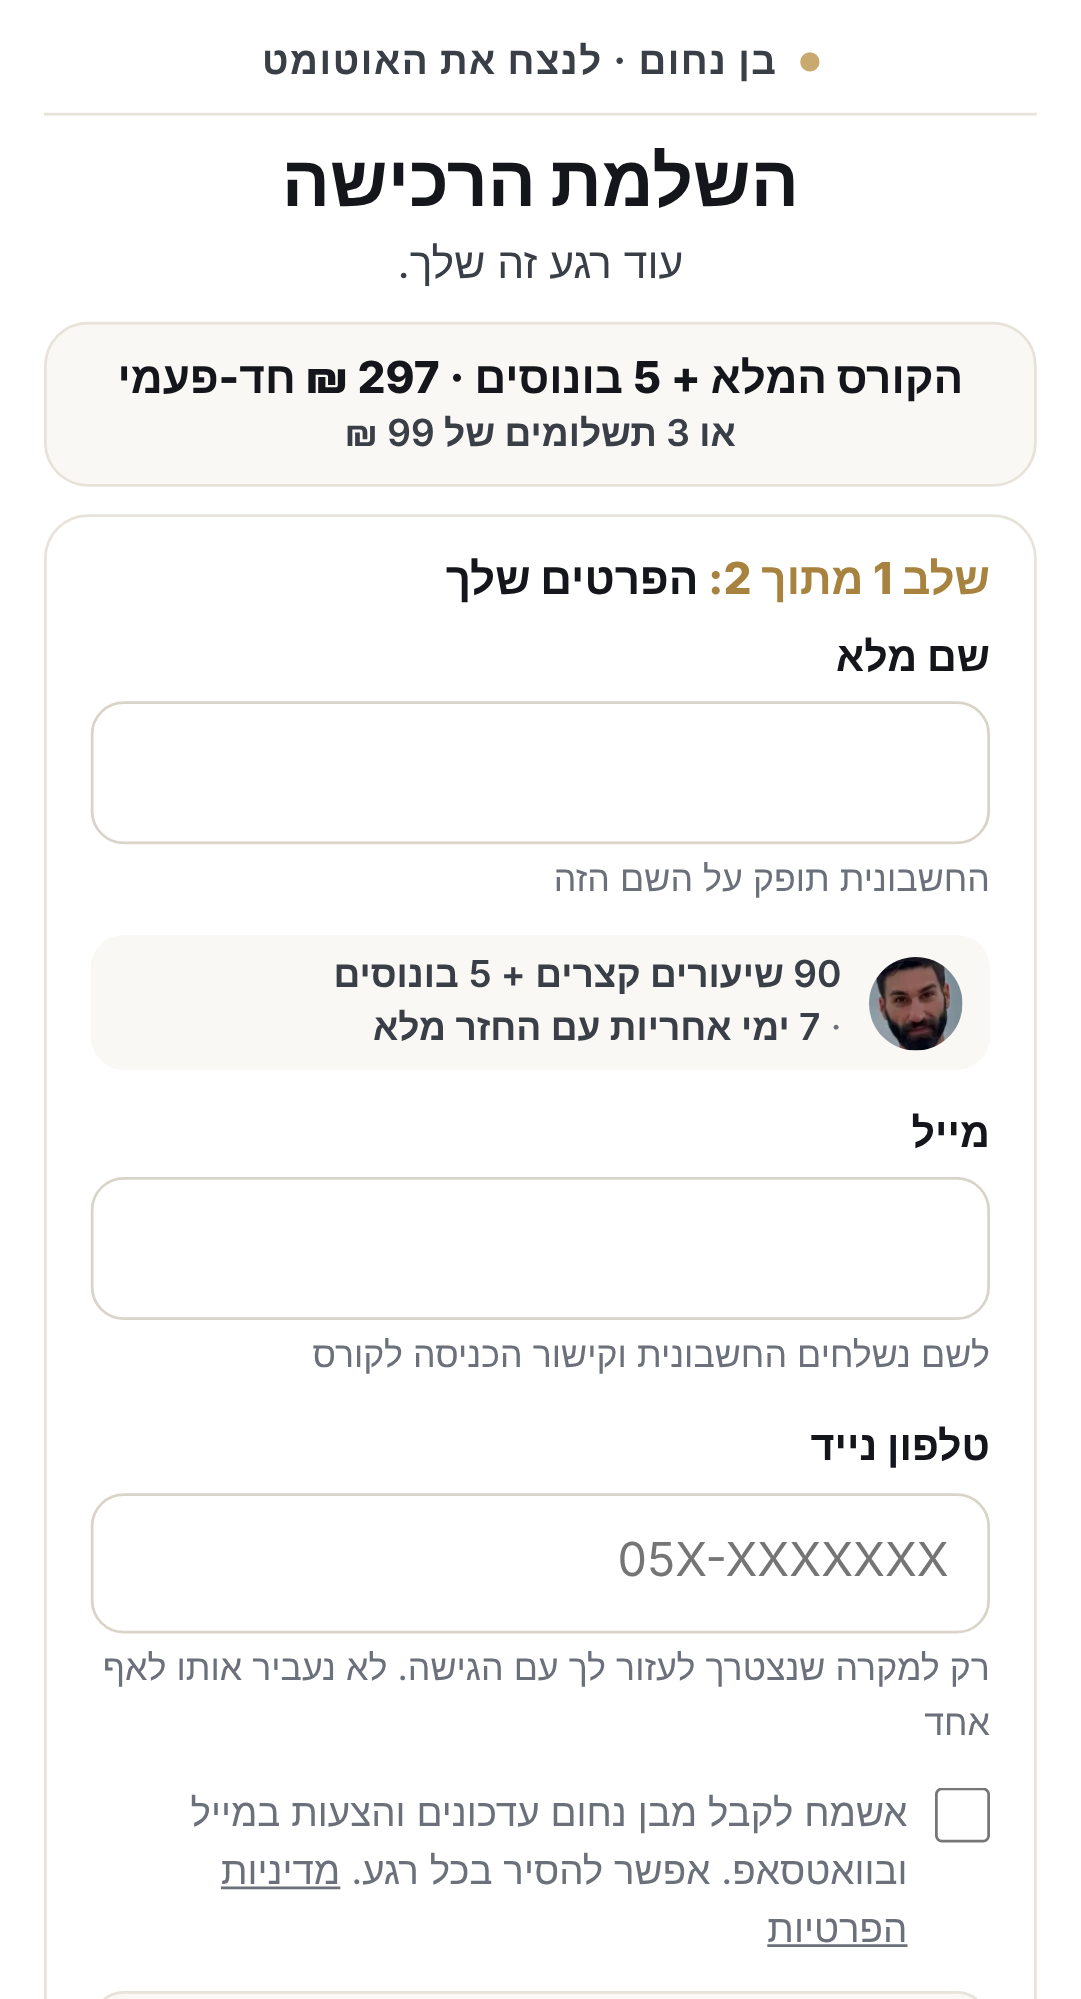 בן נחום · לנצח את האוטומט
השלמת הרכישה
עוד רגע זה שלך.
הקורס המלא + 5 בונוסים · 297 ₪ חד-פעמי
או 3 תשלומים של 99 ₪
שלב 1 מתוך 2: הפרטים שלך
שם מלא
החשבונית תופק על השם הזה
90 שיעורים קצרים + 5 בונוסים
· 7 ימי אחריות עם החזר מלא
מייל
לשם נשלחים החשבונית וקישור הכניסה לקורס
טלפון נייד
05X-XXXXXXX
רק למקרה שנצטרך לעזור לך עם הגישה. לא נעביר אותו לאף
אחד
אשמח לקבל מבן נחום עדכונים והצעות במייל
ובוואטסאפ. אפשר להסיר בכל רגע. מדיניות
הפרטיות